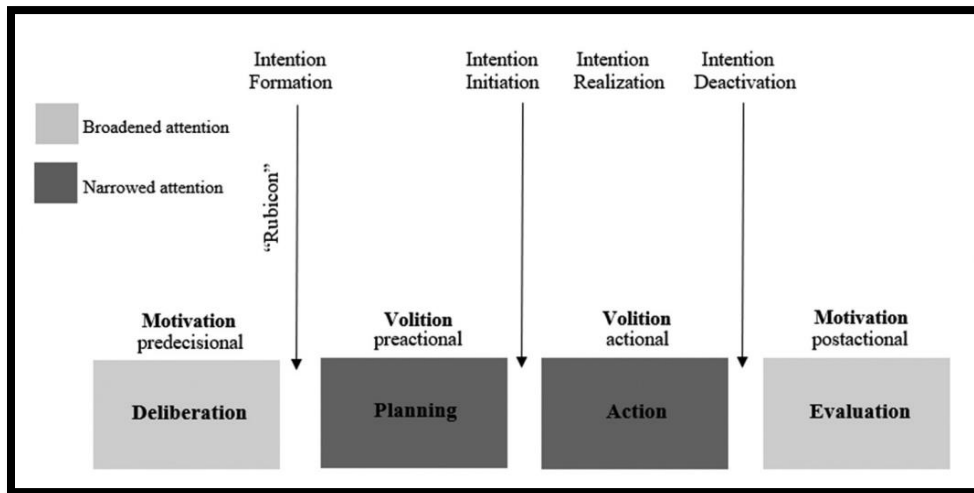 Intention
Formation
Intention
Initiation
Intention
Realization
Intention
Deactivation
Broadened attention
Narrowed attention
“Rubicon”
Motivation
predecisional
Volition
preactional
Volition
actional
Motivation
postactional
Deliberation
Planning
Action
Evaluation